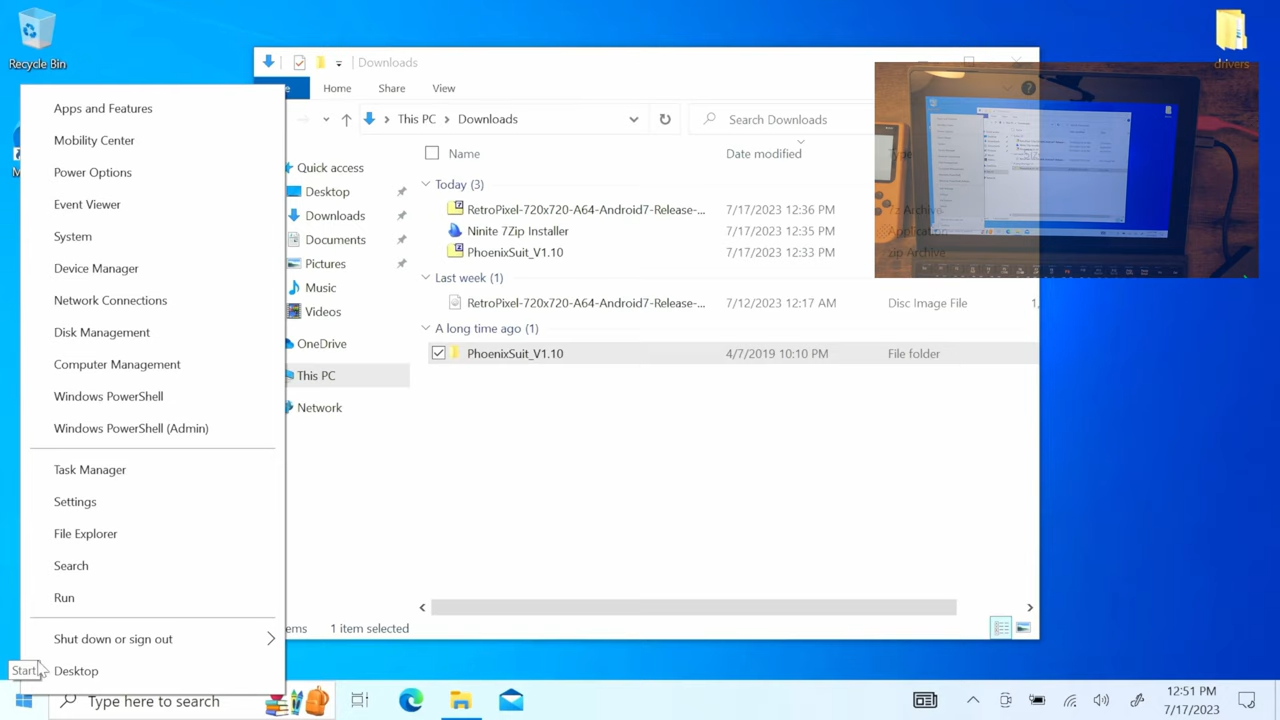 Recycle Bin
drivers
Downloads
Home
Share
View
This PC
Downloads
Search Downloads
Name
Date modified
Type
Quick access
Desktop
Downloads
Documents
Pictures
Music
Videos
OneDrive
This PC
Network
Today (3)
RetroPixel-720x720-A64-Android7-Release-...
7/17/2023 12:36 PM
7z Archive
Ninite 7Zip Installer
7/17/2023 12:35 PM
Application
PhoenixSuit_V1.10
7/17/2023 12:33 PM
zip Archive
Last week (1)
RetroPixel-720x720-A64-Android7-Release-...
7/12/2023 12:17 AM
Disc Image File
1,
A long time ago (1)
PhoenixSuit_V1.10
4/7/2019 10:10 PM
File folder
ems
1 item selected
Apps and Features
Mobility Center
Power Options
Event Viewer
System
Device Manager
Network Connections
Disk Management
Computer Management
Windows PowerShell
Windows PowerShell (Admin)
Task Manager
Settings
File Explorer
Search
Run
Shut down or sign out
Desktop
Start
Type here to search
12:51 PM
7/17/2023